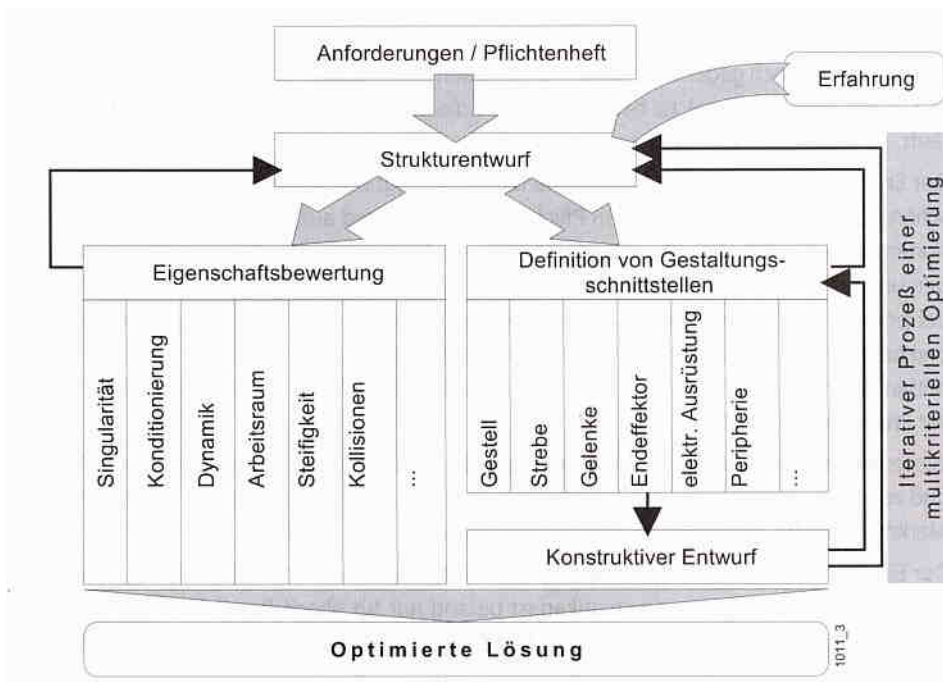 Anforderungen / Pflichtenheft
Erfahrung
Strukturentwurf
Eigenschaftsbewertung
Singularität
Konditionierung
Dynamik
Arbeitsraum
Steifigkeit
Kollisionen
...
Definition von Gestaltungs-
schnittstellen
Gestell
Strebe
Gelenke
Endeffektor
elektr. Ausrüstung
Peripherie
...
Konstruktiver Entwurf
Iterativer Prozeß einer
multikriteriellen Optimierung
Optimierte Lösung
1011_3